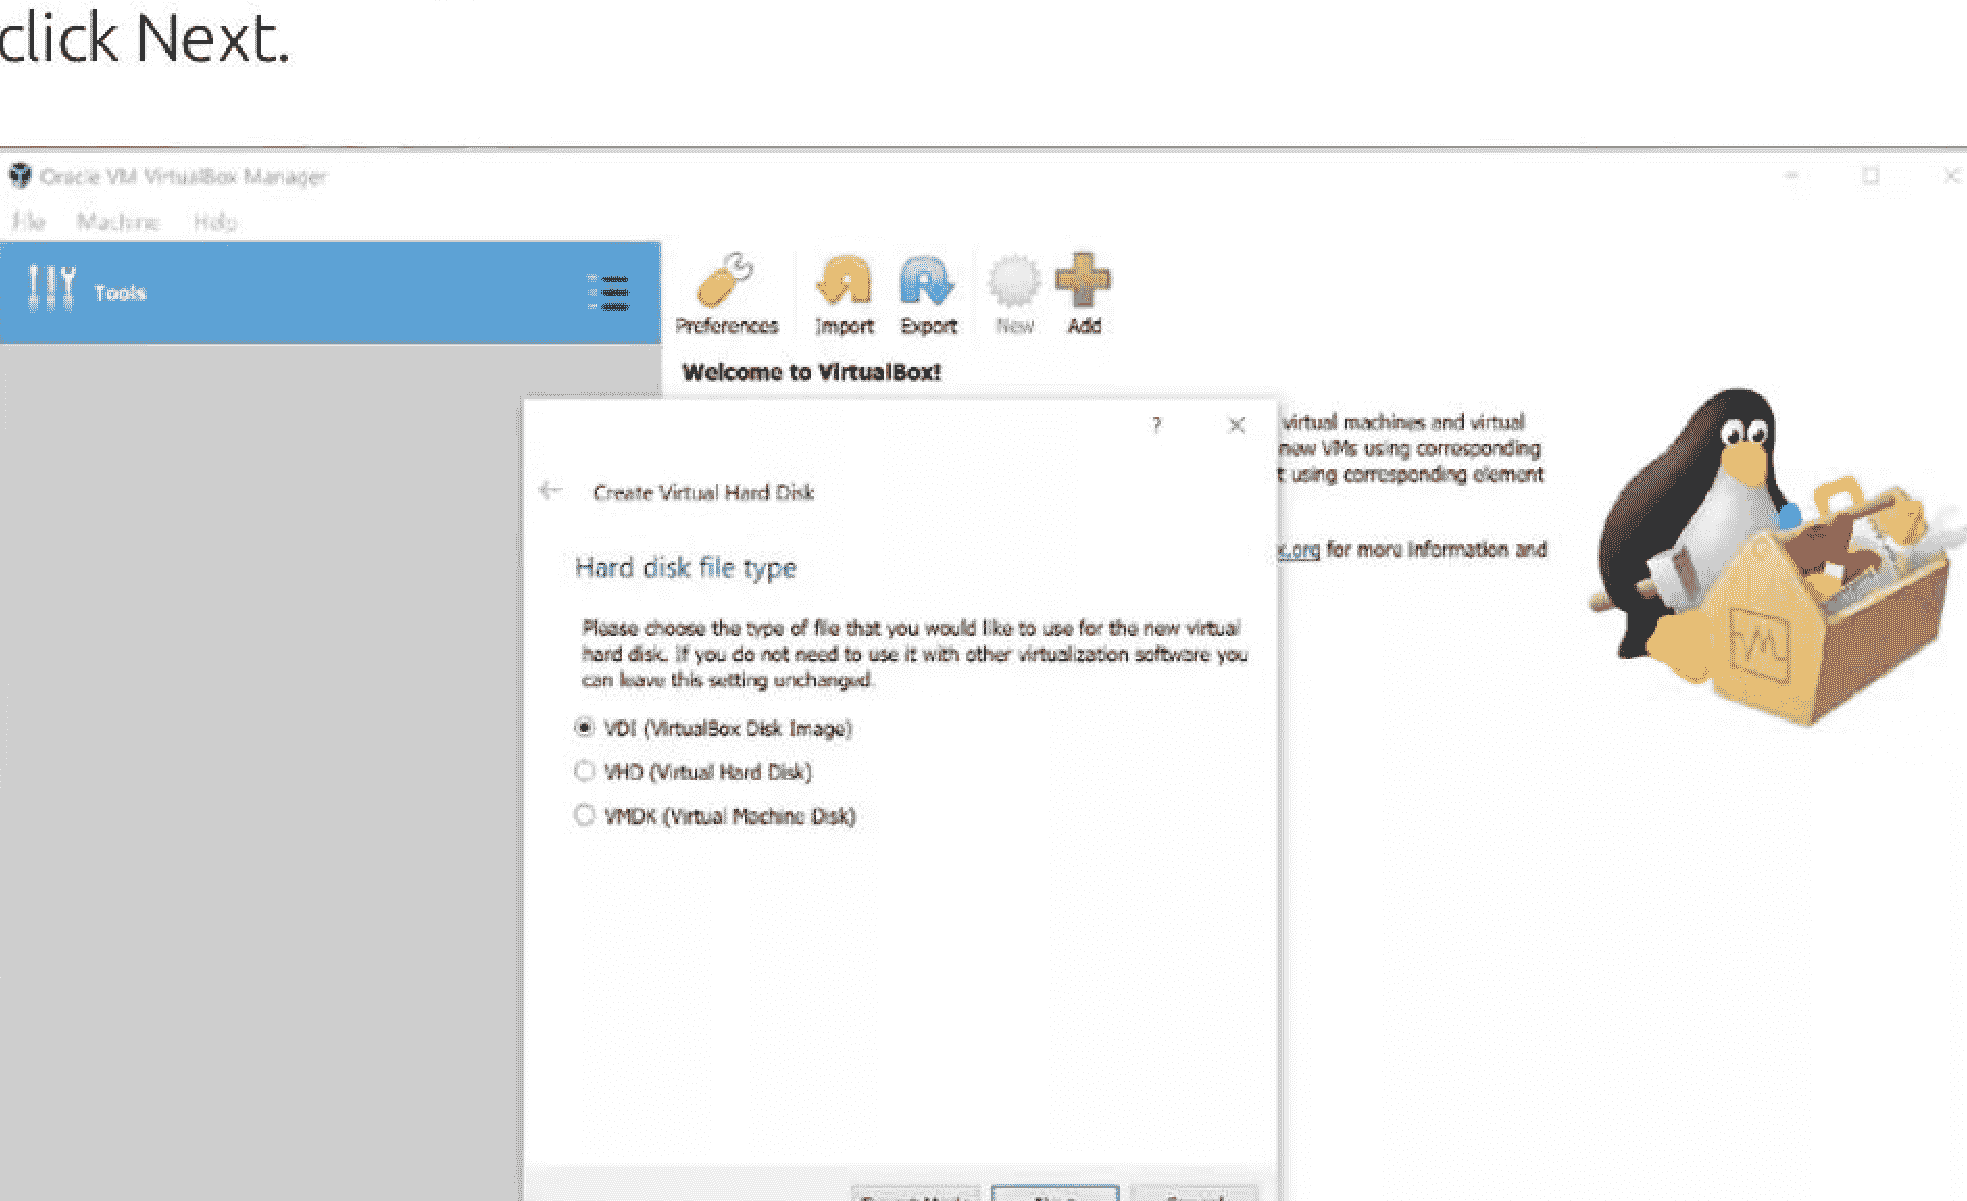 click Next.
Oracle VM VirtualBox Manager
File Machine Help
Tools
Preferences Import Export New Add
Welcome to VirtualBox!
?
virtual machines and virtual
new VMs using corresponding
t using corresponding element
Create Virtual Hard Disk
x.org for more information and
Hard disk file type
Please choose the type of file that you would like to use for the new virtual
hard disk. If you do not need to use it with other virtualization software you
can leave this setting unchanged.
VDI (VirtualBox Disk Image)
VHD (Virtual Hard Disk)
VMDK (Virtual Machine Disk)